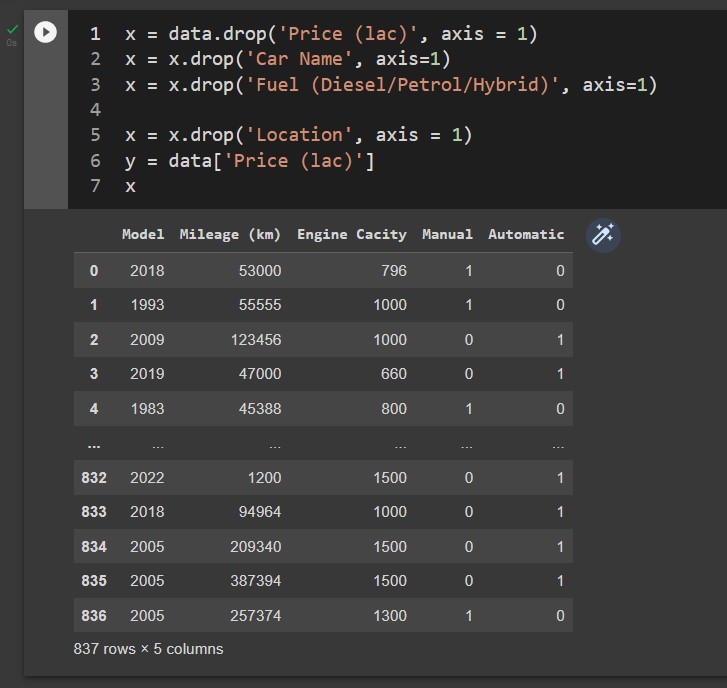 0s
1 x = data.drop('Price (lac)', axis = 1)
2 x = x.drop('Car Name', axis=1)
3 x = x.drop('Fuel (Diesel/Petrol/Hybrid)', axis=1)
4
5 x = x.drop('Location', axis = 1)
6 y = data['Price (lac)']
7 x
Model Mileage (km) Engine Cacity Manual Automatic
0 2018 53000 796 1 0
1 1993 55555 1000 1 0
2 2009 123456 1000 0 1
3 2019 47000 660 0 1
4 1983 45388 800 1 0
... ... ... ... ... ...
832 2022 1200 1500 0 1
833 2018 94964 1000 0 1
834 2005 209340 1500 0 1
835 2005 387394 1500 0 1
836 2005 257374 1300 1 0
837 rows × 5 columns